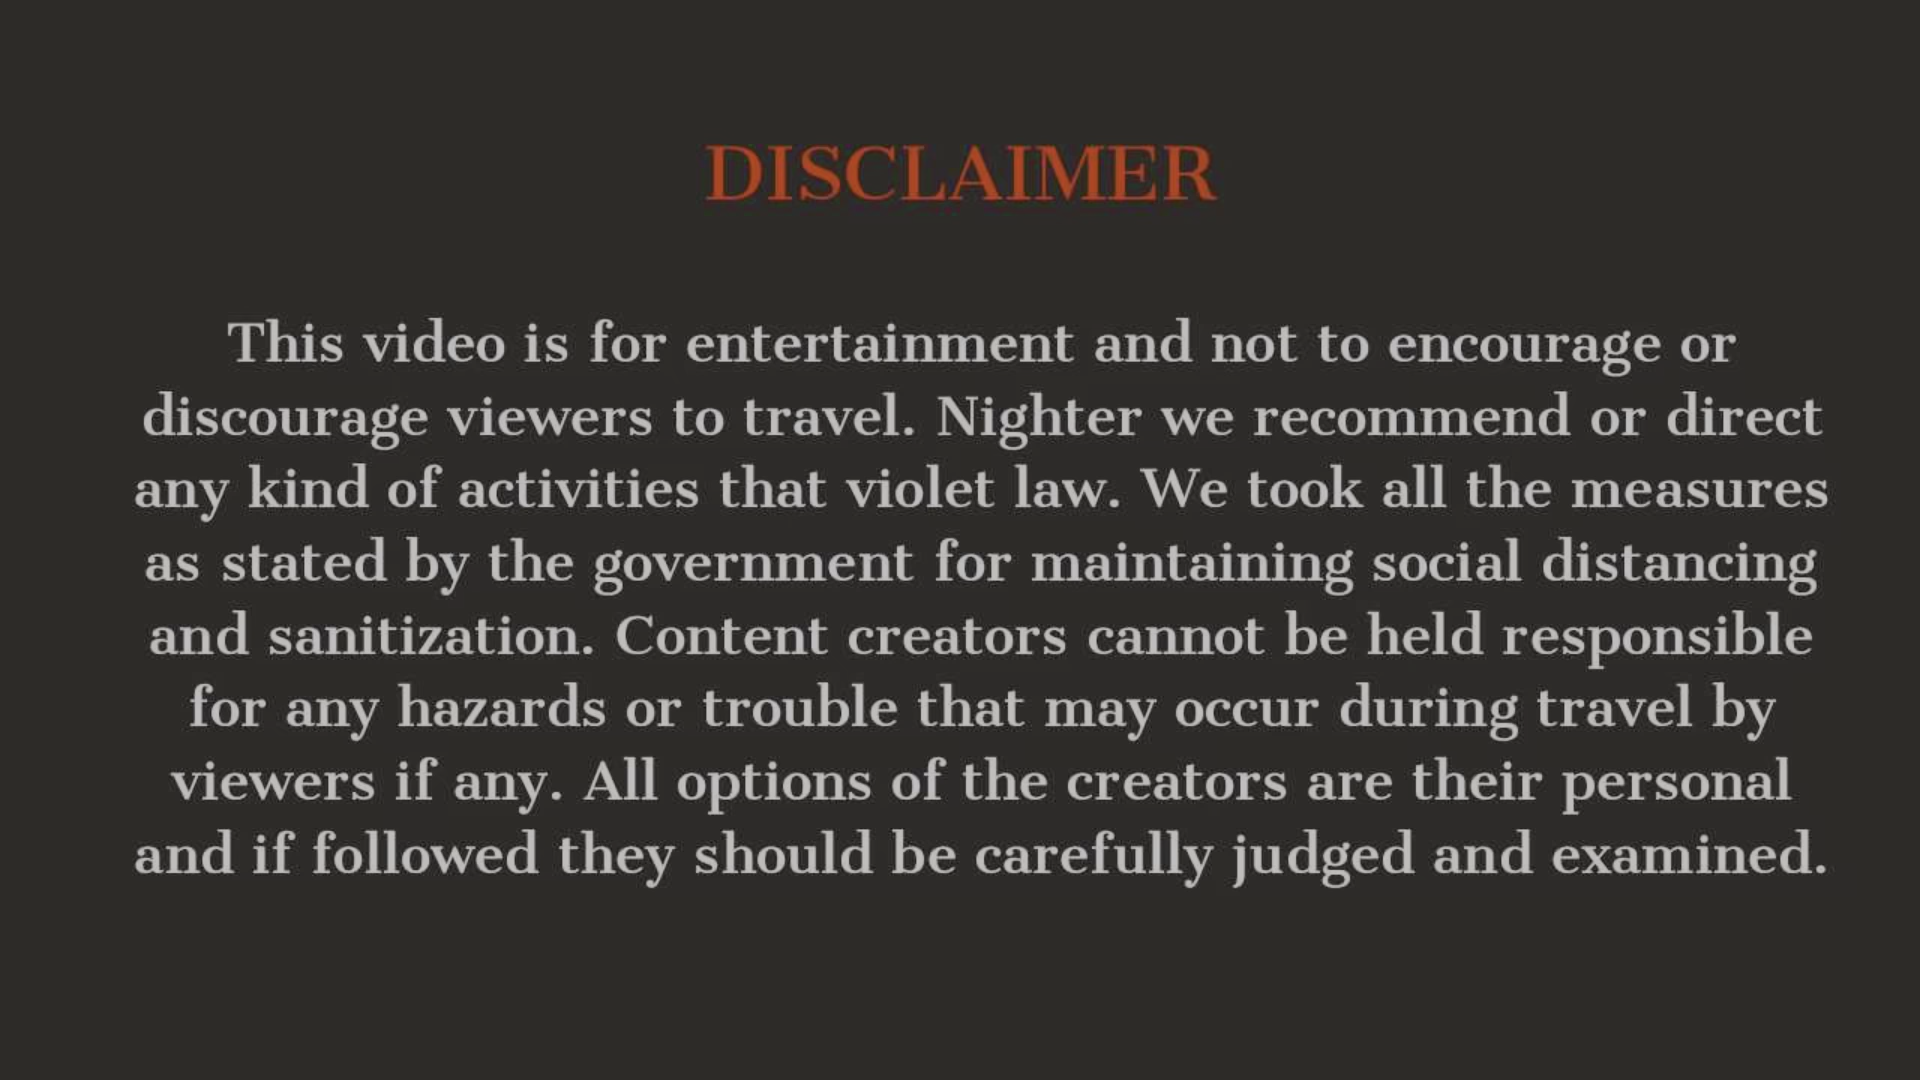 DISCLAIMER
This video is for entertainment and not to encourage or
discourage viewers to travel. Nighter we recommend or direct
any kind of activities that violet law. We took all the measures
as stated by the government for maintaining social distancing
and sanitization. Content creators cannot be held responsible
for any hazards or trouble that may occur during travel by
viewers if any. All options of the creators are their personal
and if followed they should be carefully judged and examined.